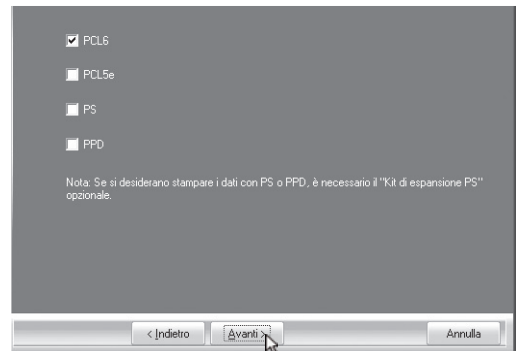 PCL6
PCL5e
PS
PPD
Nota: Se si desiderano stampare i dati con PS o PPD, è necessario il "Kit di espansione PS"
opzionale.
< Indietro Avanti > Annulla